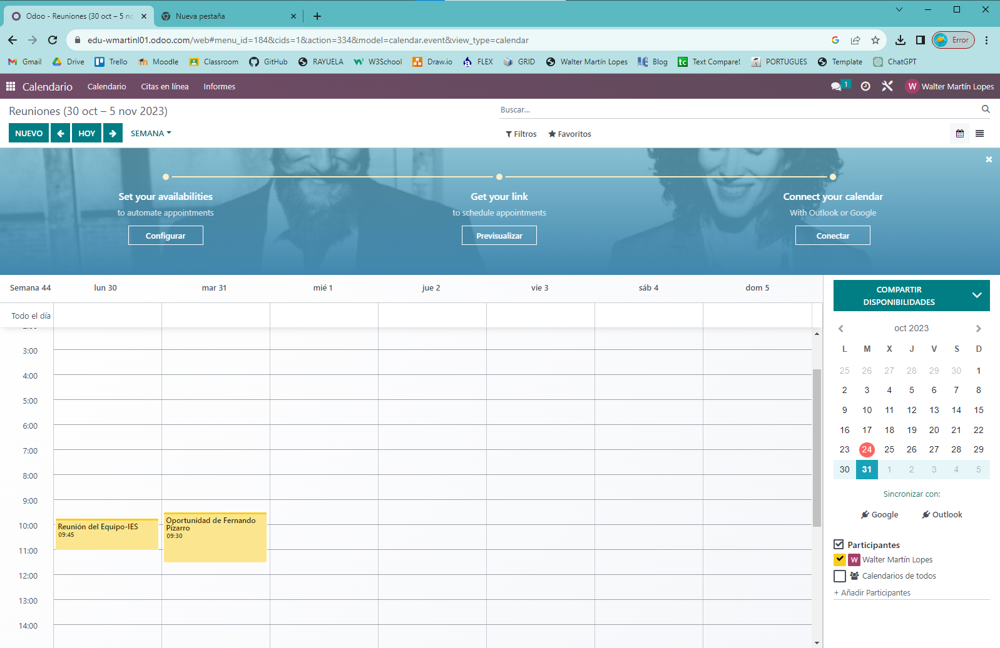 Odoo - Reuniones (30 oct – 5 no
Nueva pestaña
edu-wmartinl01.odoo.com/web#menu_id=184&cids=1&action=334&model=calendar.event&view_type=calendar
Error
Gmail Drive Trello Moodle Classroom GitHub RAYUELA W3School Draw.io FLEX GRID Walter Martín Lopes Blog Text Compare! PORTUGUES Template ChatGPT
Calendario Calendario Citas en línea Informes 1 W Walter Martín Lopes
Reuniones (30 oct – 5 nov 2023) Buscar...
NUEVO HOY SEMANA Filtros Favoritos
Set your availabilities Get your link Connect your calendar
to automate appointments to schedule appointments With Outlook or Google
Configurar Previsualizar Conectar
Semana 44 lun 30 mar 31 mié 1 jue 2 vie 3 sáb 4 dom 5
Todo el día
2:00
3:00
4:00
5:00
6:00
7:00
8:00
9:00
10:00
11:00
12:00
13:00
14:00
Reunión del Equipo-IES
09:45
Oportunidad de Fernando
Pizarro
09:30
COMPARTIR
DISPONIBILIDADES
oct 2023
L M X J V S D
25 26 27 28 29 30 1
2 3 4 5 6 7 8
9 10 11 12 13 14 15
16 17 18 19 20 21 22
23 24 25 26 27 28 29
30 31 1 2 3 4 5
Sincronizar con:
Google Outlook
Participantes
W Walter Martín Lopes
Calendarios de todos
+ Añadir Participantes